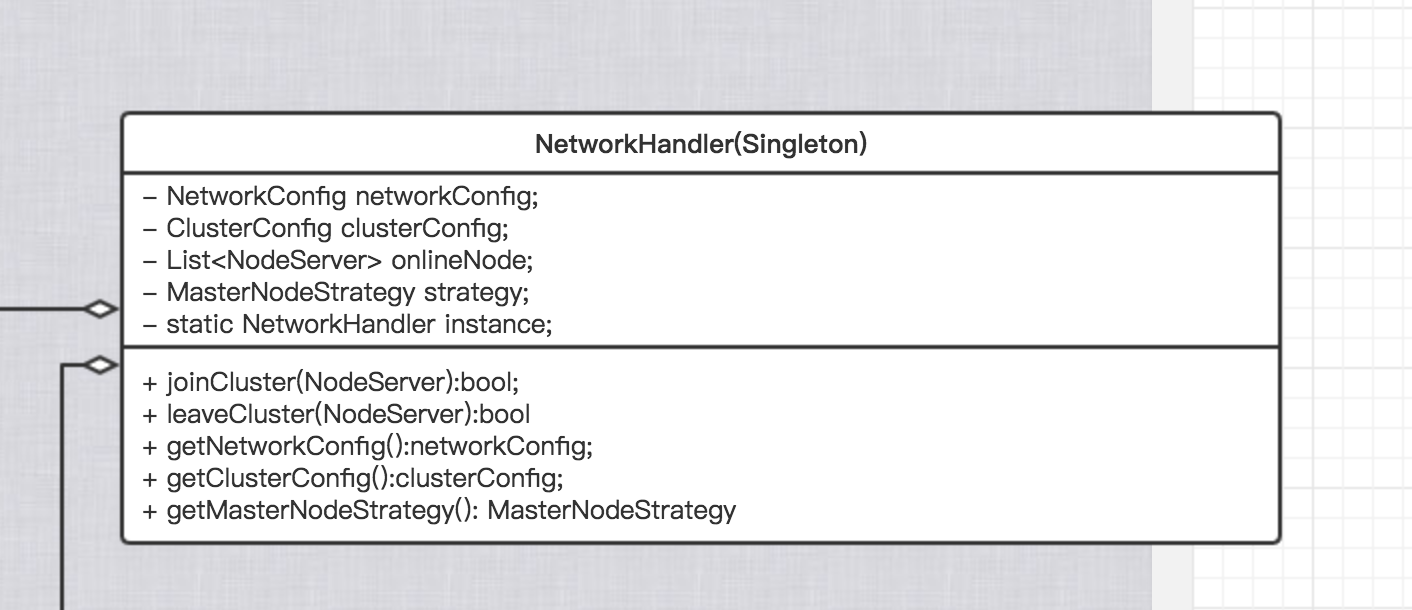 NetworkHandler(Singleton)
– NetworkConfig networkConfig;
– ClusterConfig clusterConfig;
– List<NodeServer> onlineNode;
– MasterNodeStrategy strategy;
– static NetworkHandler instance;
+ joinCluster(NodeServer):bool;
+ leaveCluster(NodeServer):bool
+ getNetworkConfig():networkConfig;
+ getClusterConfig():clusterConfig;
+ getMasterNodeStrategy(): MasterNodeStrategy